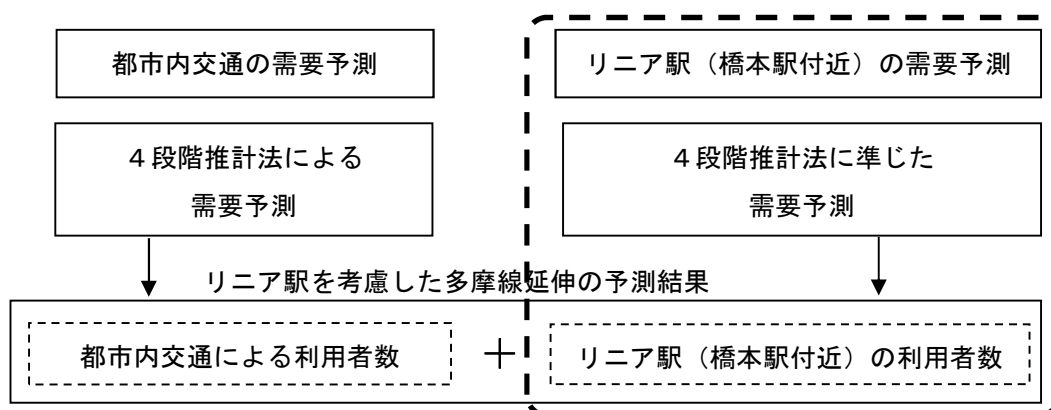 都市内交通の需要予測
リニア駅（橋本駅付近）の需要予測
４段階推計法による
需要予測
４段階推計法に準じた
需要予測
リニア駅を考慮した多摩線延伸の予測結果
都市内交通による利用者数
＋
リニア駅（橋本駅付近）の利用者数